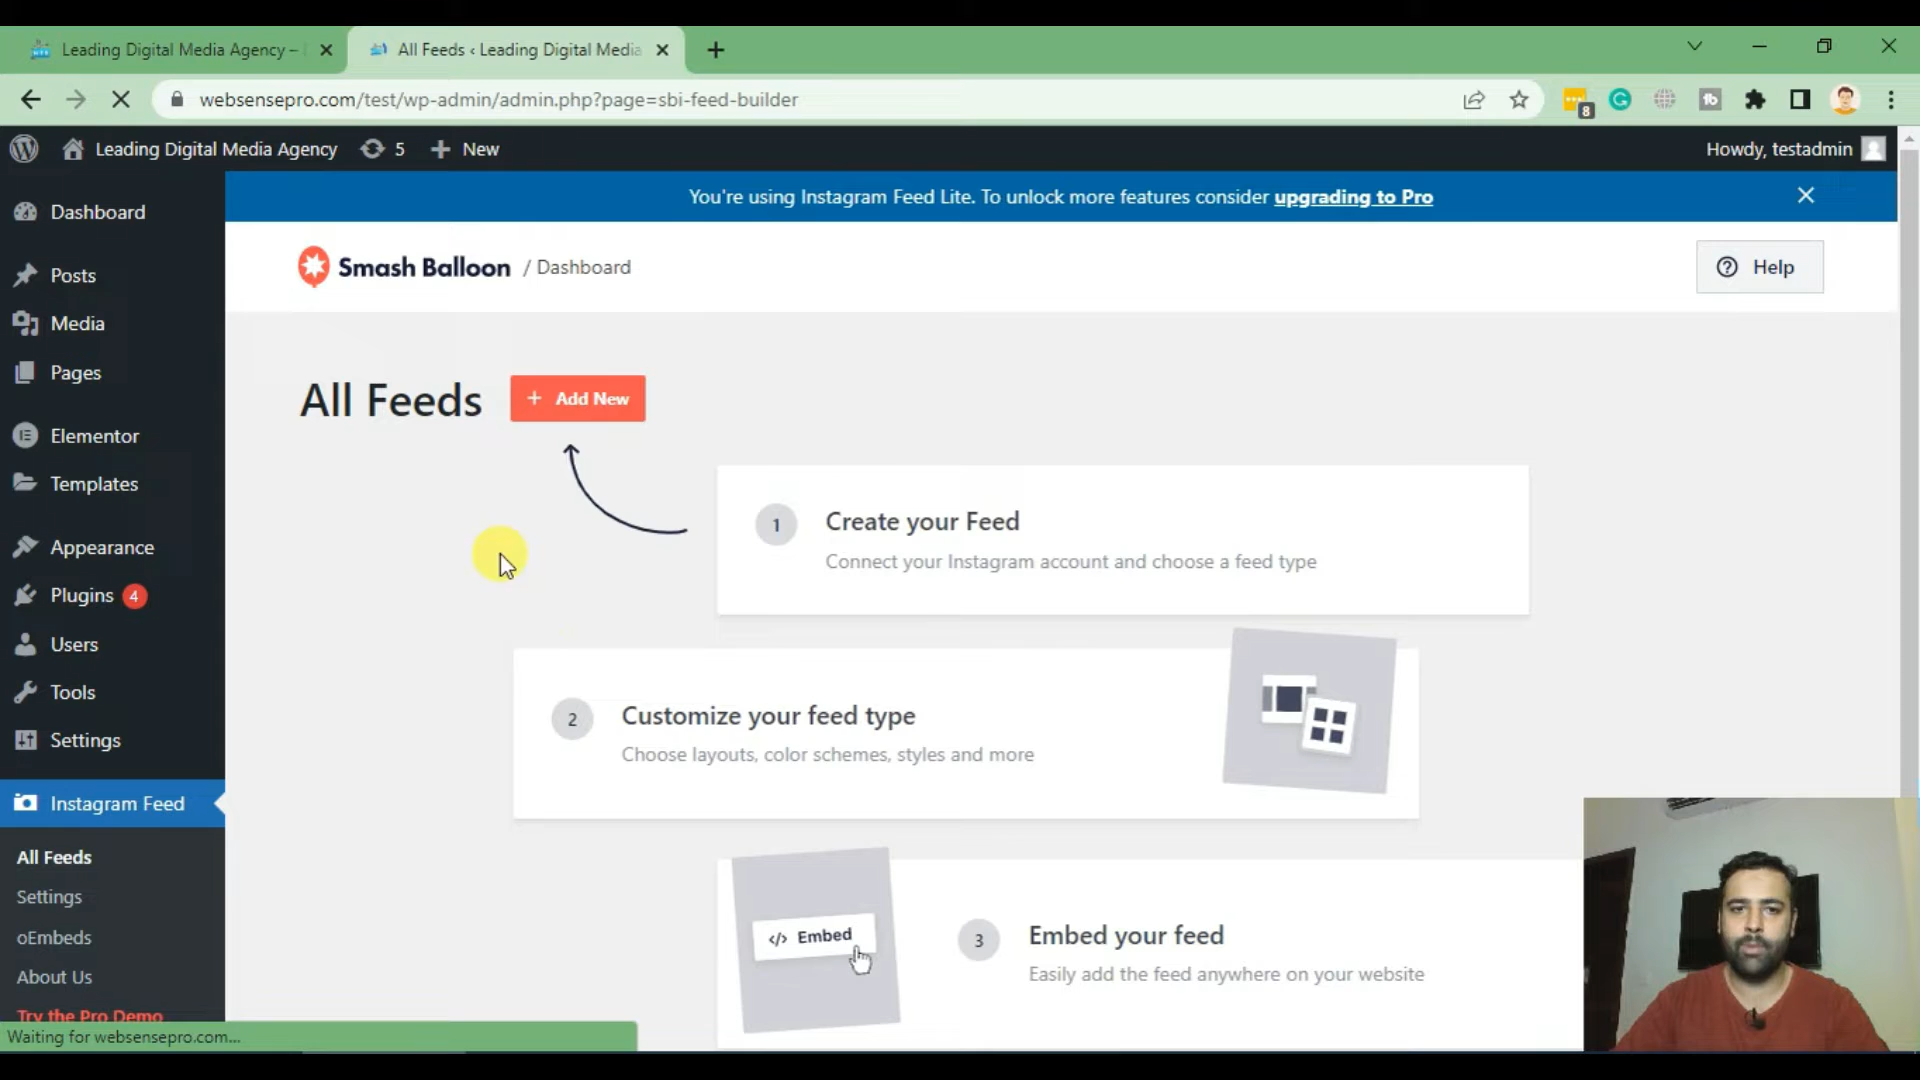 Leading Digital Media Agency –
All Feeds ‹ Leading Digital Media
websensepro.com/test/wp-admin/admin.php?page=sbi-feed-builder
8
Leading Digital Media Agency
5
New
Howdy, testadmin
You're using Instagram Feed Lite. To unlock more features consider upgrading to Pro
Smash Balloon / Dashboard
Help
Dashboard
Posts
Media
Pages
Elementor
Templates
Appearance
Plugins 4
Users
Tools
Settings
Instagram Feed
All Feeds
Settings
oEmbeds
About Us
Try the Pro Demo
All Feeds
+ Add New
1
Create your Feed
Connect your Instagram account and choose a feed type
2
Customize your feed type
Choose layouts, color schemes, styles and more
</> Embed
3
Embed your feed
Easily add the feed anywhere on your website
Waiting for websensepro.com...